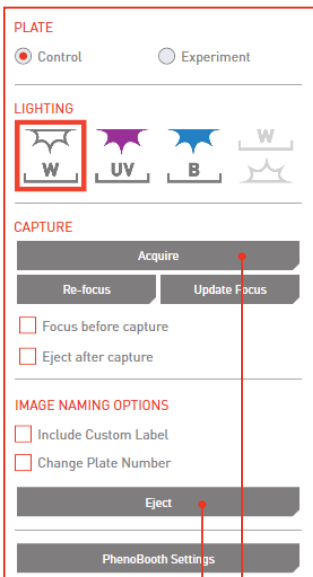 PLATE
Control Experiment
LIGHTING
W UV B W
CAPTURE
Acquire
Re-focus Update Focus
Focus before capture
Eject after capture
IMAGE NAMING OPTIONS
Include Custom Label
Change Plate Number
Eject
PhenoBooth Settings